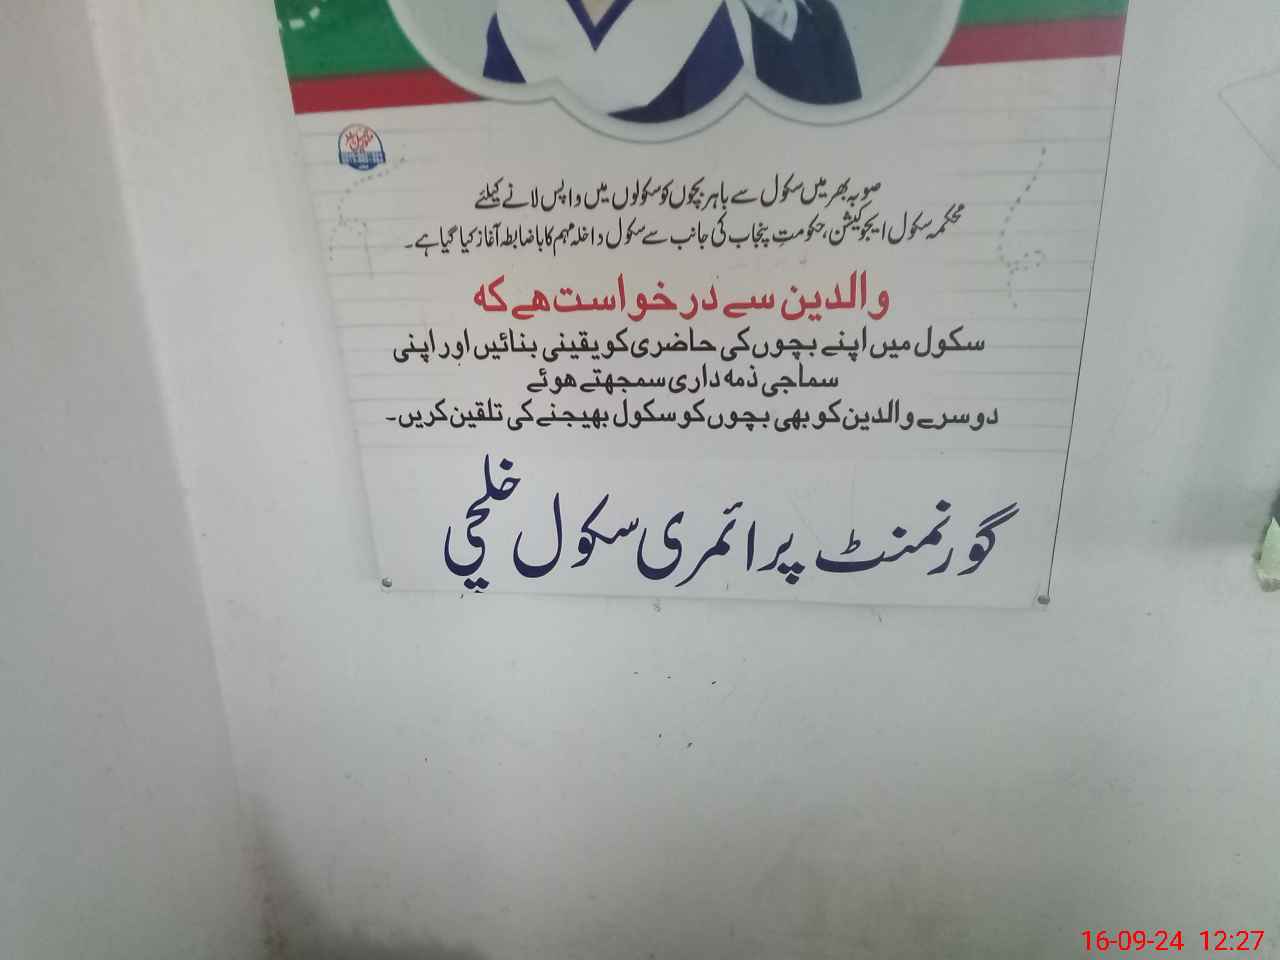 صوبہ بھر میں سکول سے باہر بچوں کو سکولوں میں واپس لانے کیلئے
محکمہ سکول ایجوکیشن، حکومتِ پنجاب کی جانب سے سکول داخلہ مہم کا باضابطہ آغاز کیا گیا ہے۔
والدین سے درخواست ہے کہ
سکول میں اپنے بچوں کی حاضری کو یقینی بنائیں اور اپنی
سماجی ذمہ داری سمجھتے ہوئے
دوسرے والدین کو بھی بچوں کو سکول بھیجنے کی تلقین کریں۔
گورنمنٹ پرائمری سکول خلچی
16-09-24 12:27